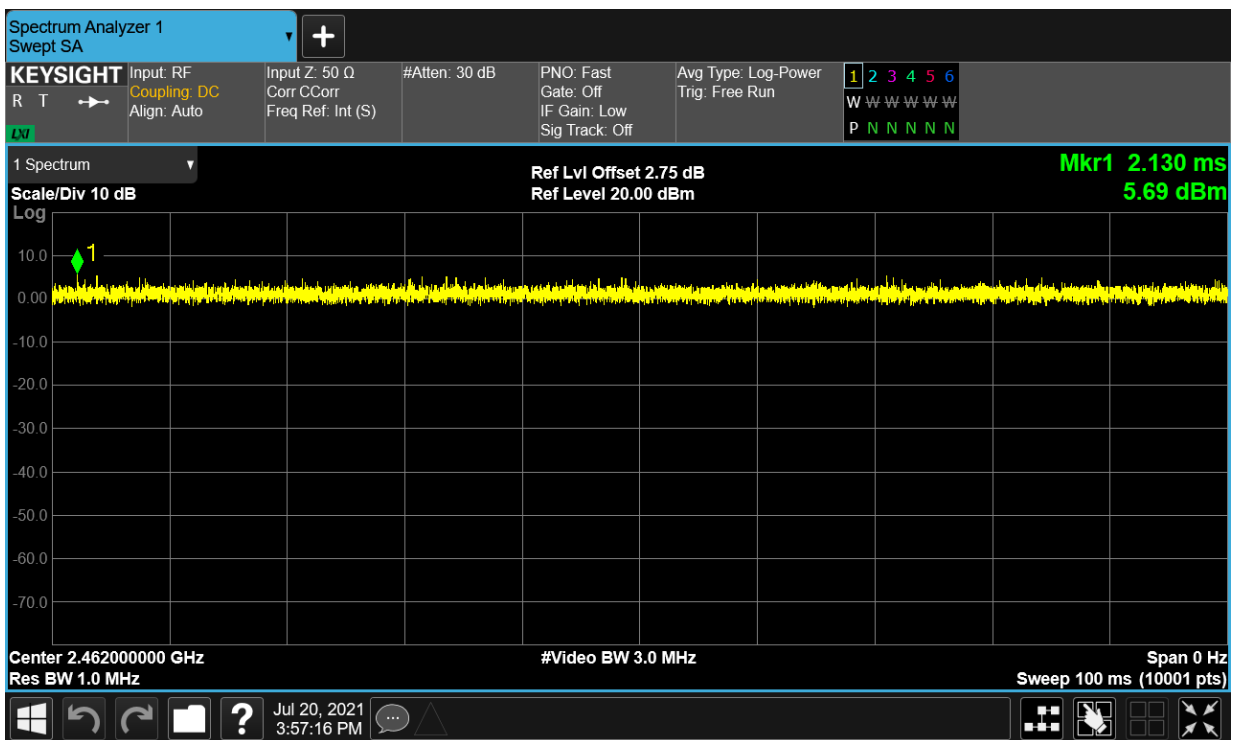 Spectrum Analyzer 1
Swept SA
KEYSIGHT
R T
LXI
Input: RF
Coupling: DC
Align: Auto
Input Z: 50 Ω
Corr CCorr
Freq Ref: Int (S)
#Atten: 30 dB
PNO: Fast
Gate: Off
IF Gain: Low
Sig Track: Off
Avg Type: Log-Power
Trig: Free Run
1 2 3 4 5 6
W W W W W W
P N N N N N
1 Spectrum
Scale/Div 10 dB
Ref Lvl Offset 2.75 dB
Ref Level 20.00 dBm
Mkr1 2.130 ms
5.69 dBm
Log
1
10.0
0.00
-10.0
-20.0
-30.0
-40.0
-50.0
-60.0
-70.0
Center 2.462000000 GHz
#Video BW 3.0 MHz
Span 0 Hz
Res BW 1.0 MHz
Sweep 100 ms (10001 pts)
?
Jul 20, 2021
3:57:16 PM